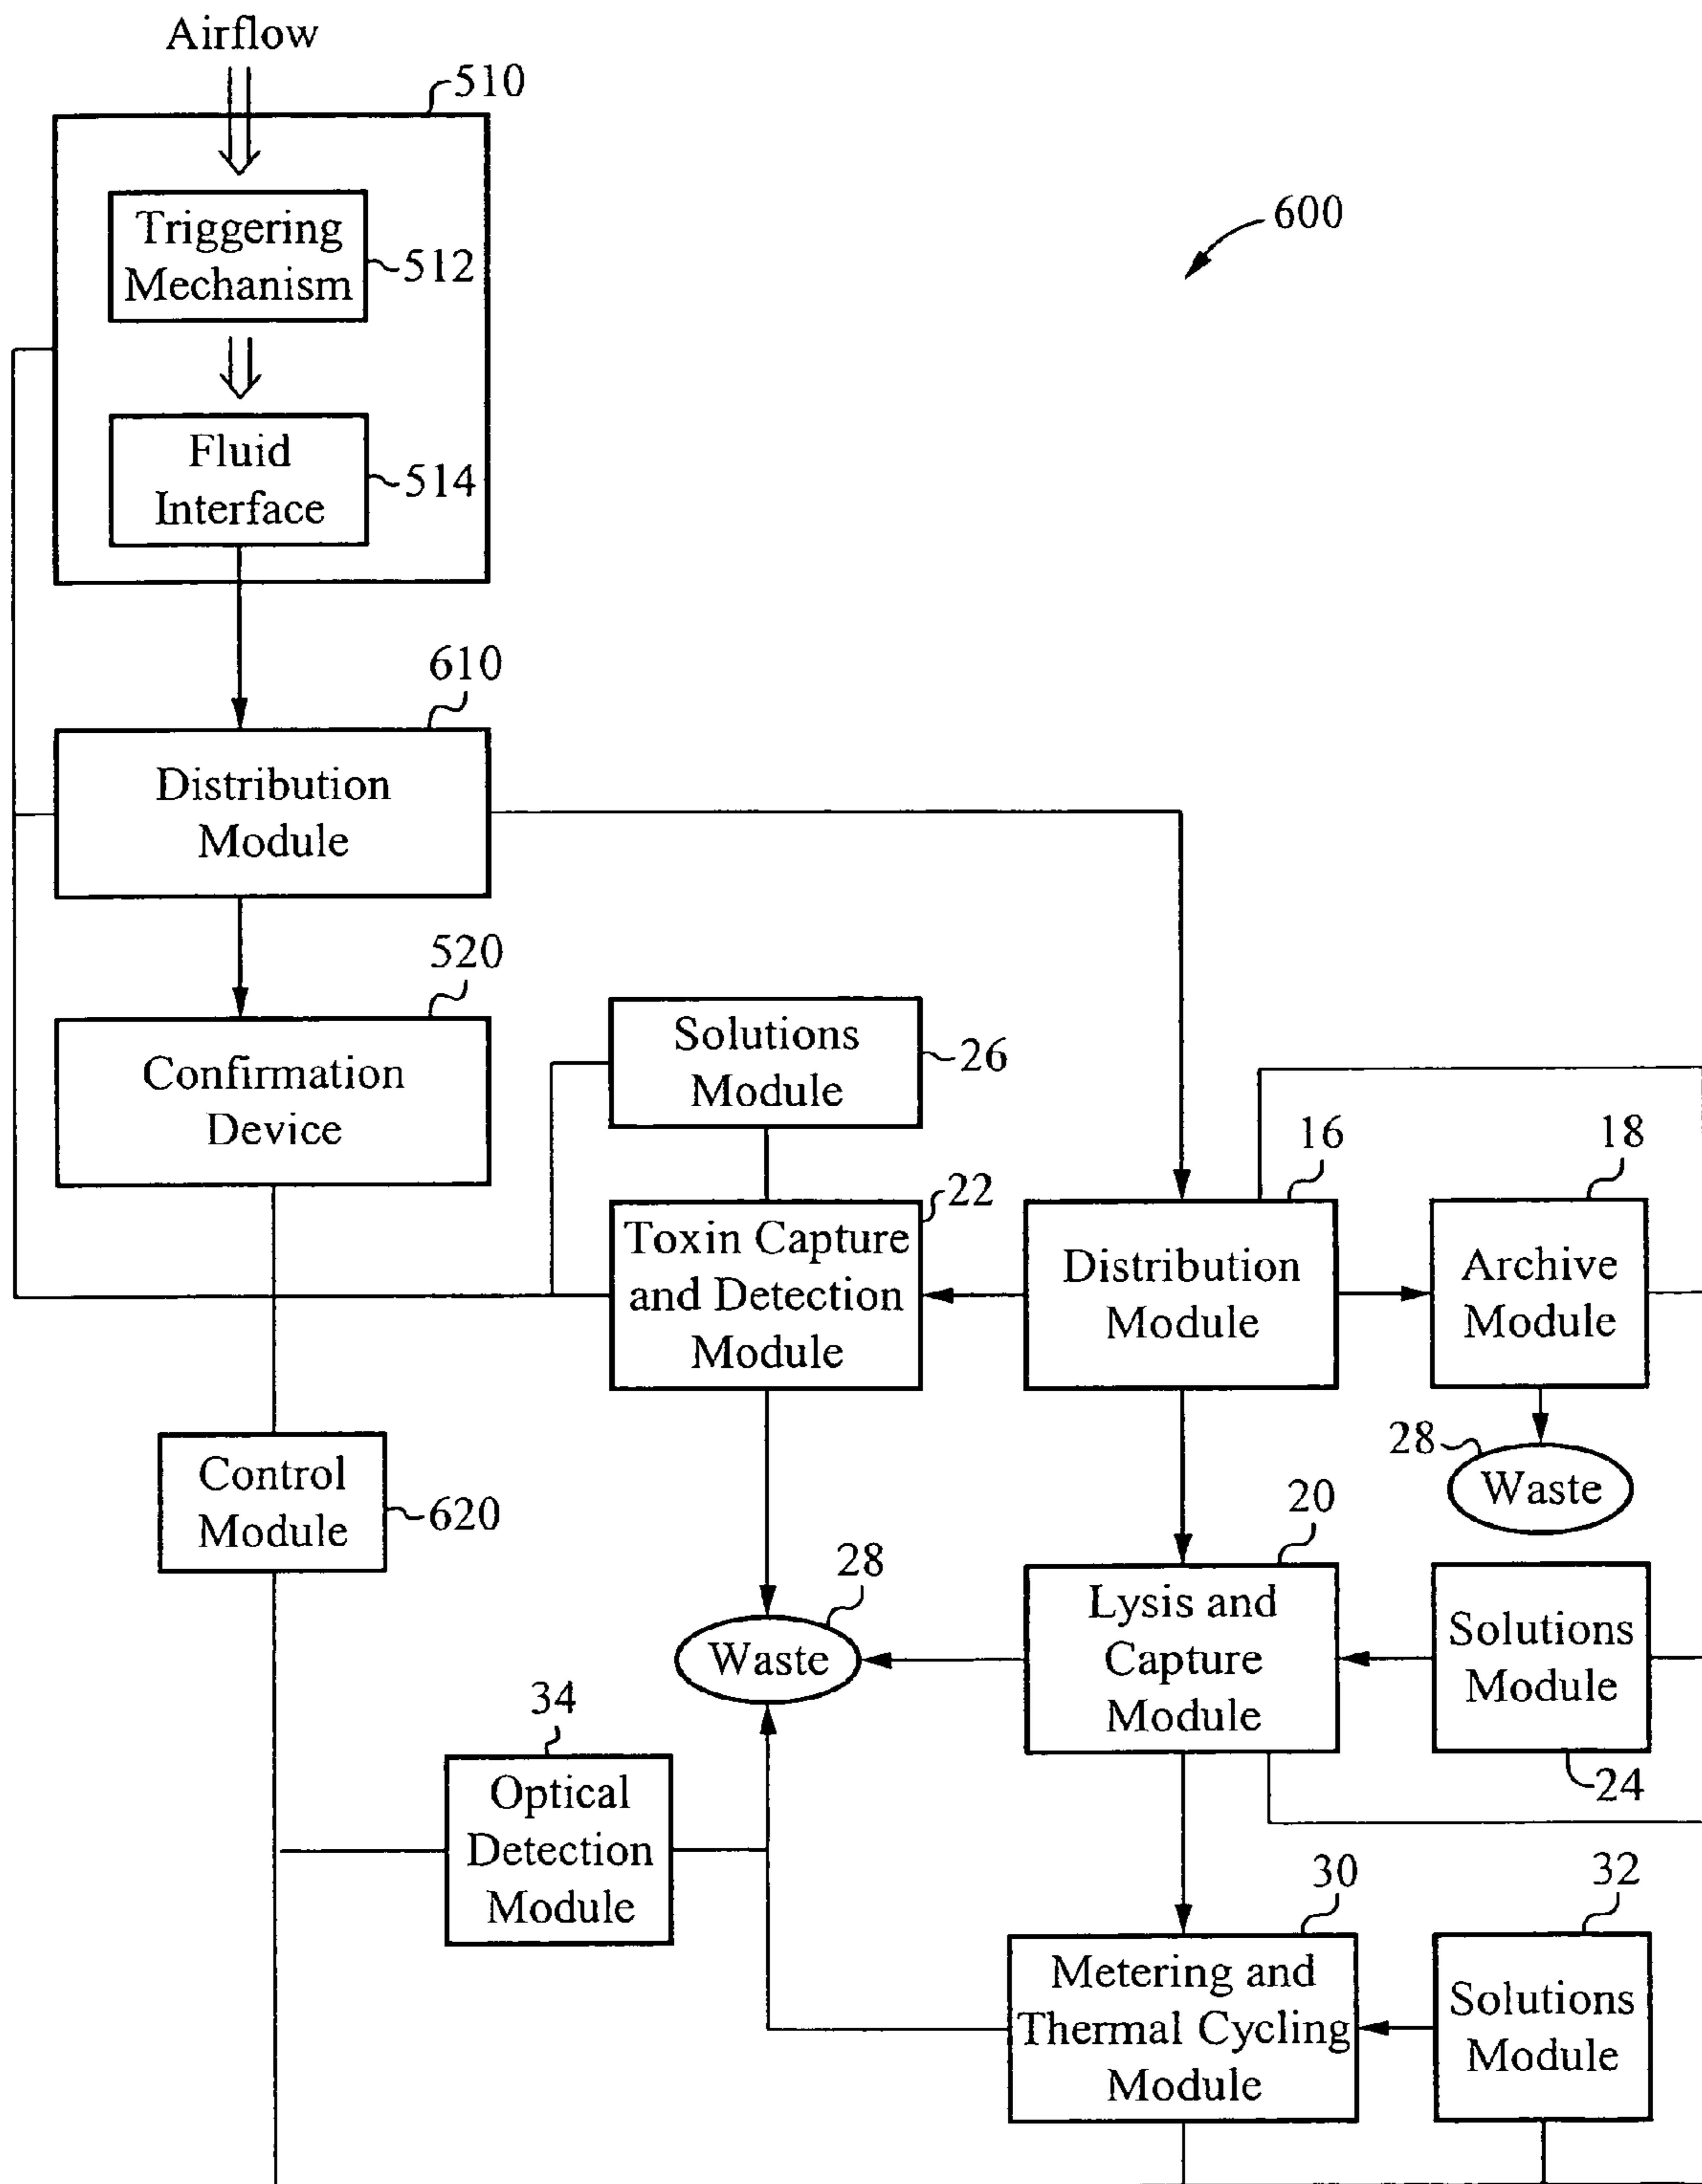 Airflow
510
Triggering
Mechanism
512
600
Fluid
Interface
514
610
Distribution
Module
520
Confirmation
Device
Solutions
Module
26
16
18
22
Toxin Capture
and Detection
Module
Distribution
Module
Archive
Module
28
Waste
Control
Module
620
20
28
Waste
Lysis and
Capture
Module
Solutions
Module
24
34
Optical
Detection
Module
30
32
Metering and
Thermal Cycling
Module
Solutions
Module